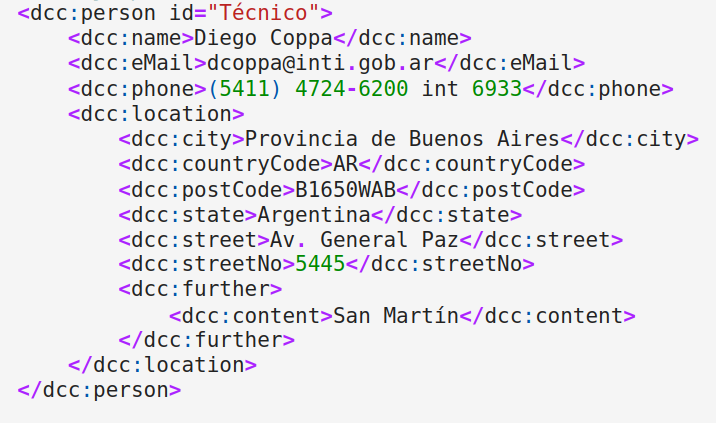 <dcc:person id="Técnico">
<dcc:name>Diego Coppa</dcc:name>
<dcc:eMail>dcoppa@inti.gob.ar</dcc:eMail>
<dcc:phone>(5411) 4724-6200 int 6933</dcc:phone>
<dcc:location>
<dcc:city>Provincia de Buenos Aires</dcc:city>
<dcc:countryCode>AR</dcc:countryCode>
<dcc:postCode>B1650WAB</dcc:postCode>
<dcc:state>Argentina</dcc:state>
<dcc:street>Av. General Paz</dcc:street>
<dcc:streetNo>5445</dcc:streetNo>
<dcc:further>
<dcc:content>San Martín</dcc:content>
</dcc:further>
</dcc:location>
</dcc:person>